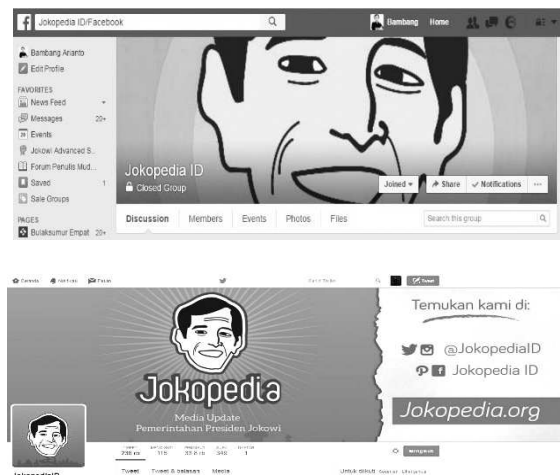 Jokopedia ID/Facebook
Bambang Home
Bambang Arianto
Edit Profile
FAVORITES
News Feed
Messages 20+
Events
Jokowi Advanced S...
Forum Penulis Mud...
Saved 1
Sale Groups
PAGES
Bulaksumur Empat 20+
Jokopedia ID
Closed Group
Joined Share Notifications ...
Discussion Members Events Photos Files
Search this group
Temukan kami di:
@JokopediaID
Jokopedia ID
Jokopedia.org
Jokopedia
Media Update
Pemerintahan Presiden Jokowi
Tweet Tweet & balasan Media
JokopediaID